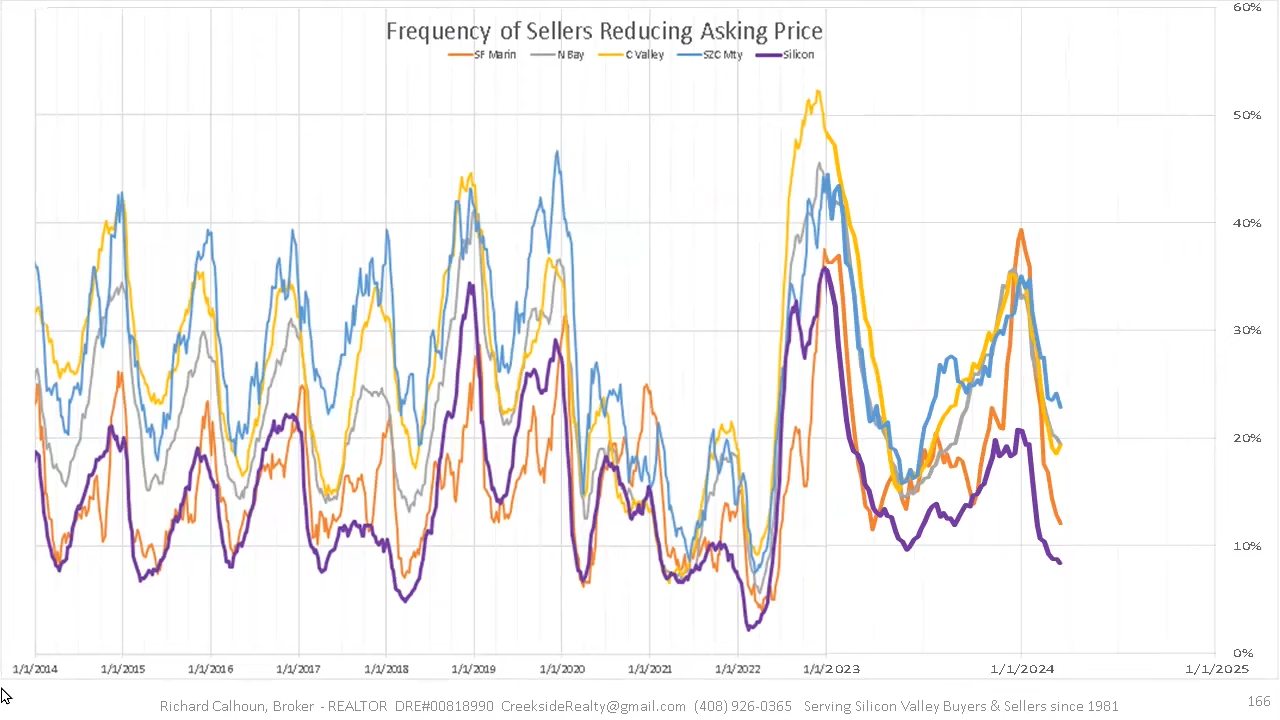 Frequency of Sellers Reducing Asking Price
SF Marin N Bay C Valley SZC Mty Silicon
60%
50%
40%
30%
20%
10%
0%
1/1/2014 1/1/2015 1/1/2016 1/1/2017 1/1/2018 1/1/2019 1/1/2020 1/1/2021 1/1/2022 1/1/2023 1/1/2024 1/1/2025
Richard Calhoun, Broker - REALTOR DRE#00818990 CreeksideRealty@gmail.com (408) 926-0365 Serving Silicon Valley Buyers & Sellers since 1981
166